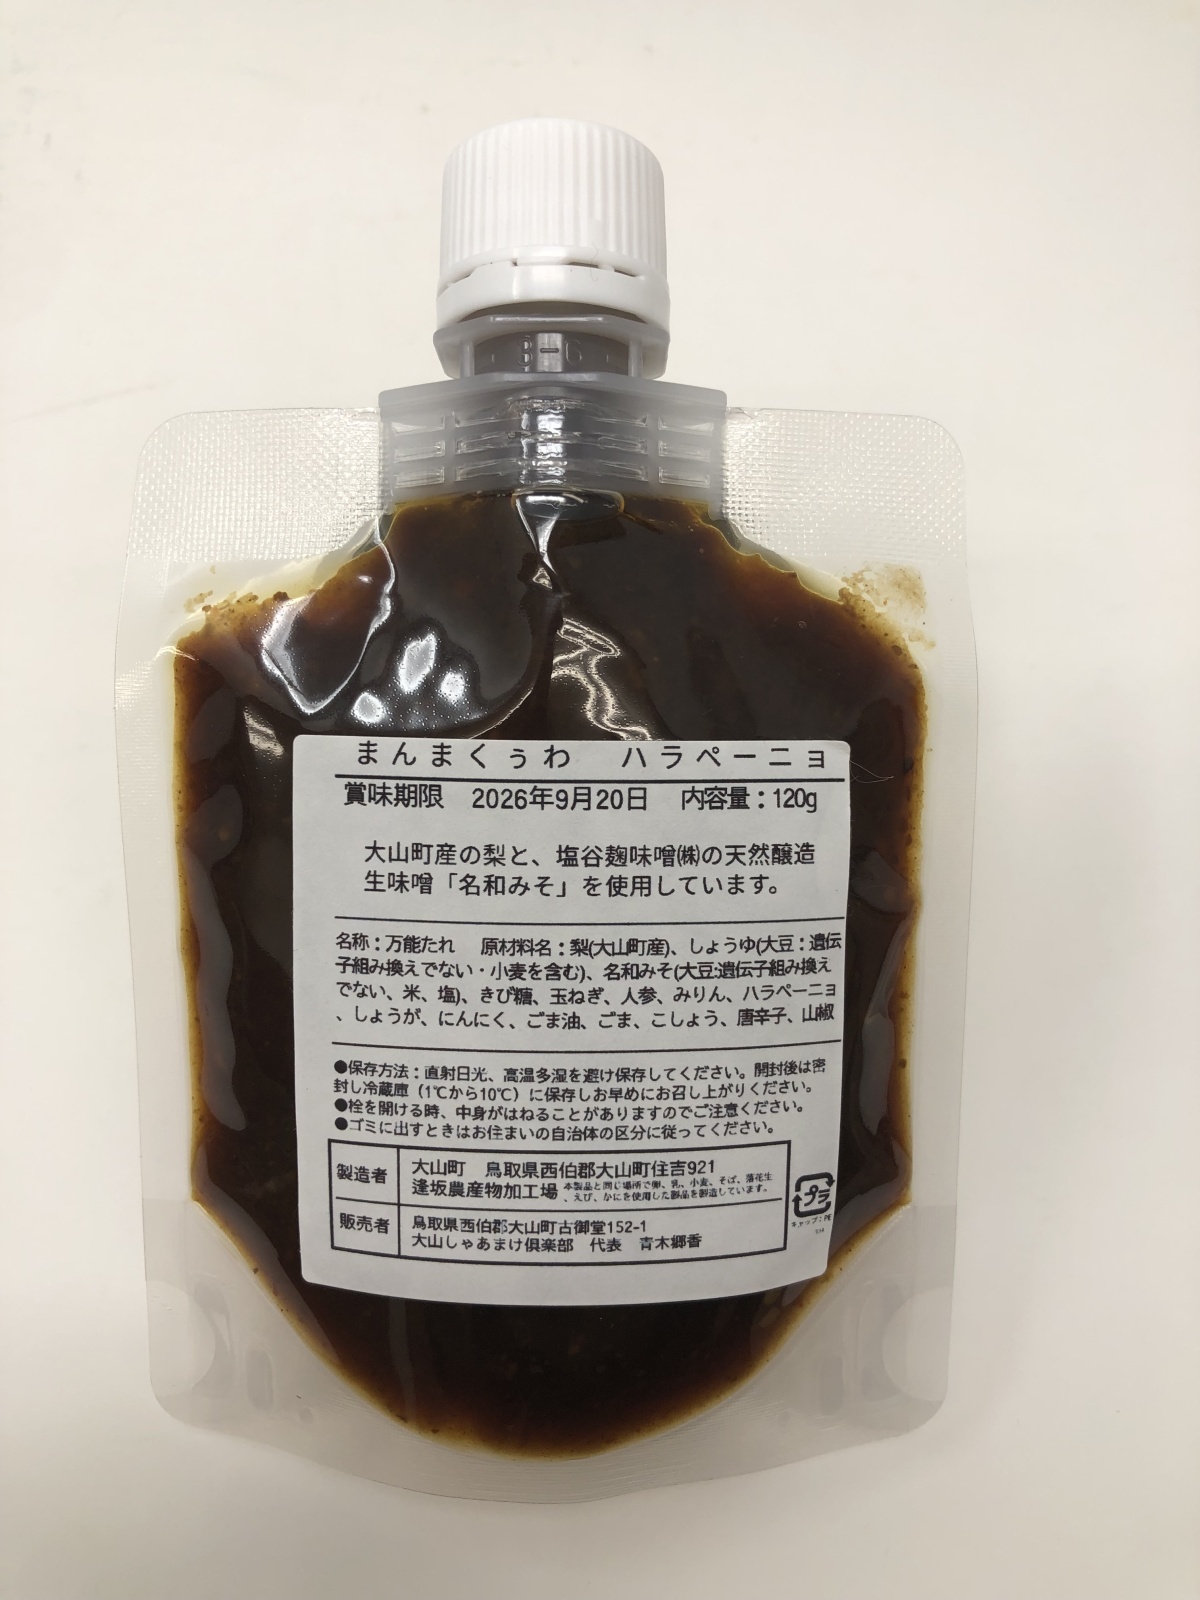 B-6
まんまくぅわ　ハラペーニョ
賞味期限　2026年9月20日　内容量：120g
大山町産の梨と、塩谷麹味噌㈱の天然醸造
生味噌「名和みそ」を使用しています。
名称：万能たれ　原材料名：梨(大山町産)、しょうゆ(大豆：遺伝
子組み換えでない・小麦を含む)、名和みそ(大豆:遺伝子組み換え
でない、米、塩)、きび糖、玉ねぎ、人参、みりん、ハラペーニョ
、しょうが、にんにく、ごま油、ごま、こしょう、唐辛子、山椒
●保存方法：直射日光、高温多湿を避け保存してください。開封後は密
封し冷蔵庫（1℃から10℃）に保存しお早めにお召し上がりください。
●栓を開ける時、中身がはねることがありますのでご注意ください。
●ゴミに出すときはお住まいの自治体の区分に従ってください。
製造者
大山町　鳥取県西伯郡大山町住吉921
逢坂農産物加工場
本製品と同じ場所で卵、乳、小麦、そば、落花生
、えび、かにを使用した製品を製造しています。
販売者
鳥取県西伯郡大山町古御堂152-1
大山しゃあまけ倶楽部　代表　青木郷香
プラ
キャップ：PE